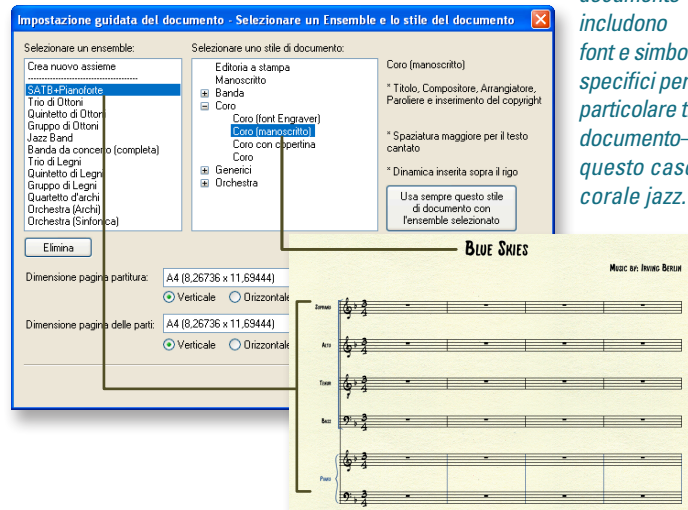 Impostazione guidata del documento - Selezionare un Ensemble e lo stile del documento
Selezionare un ensemble:
Crea nuovo assieme
------------------------------------
SATB+Pianoforte
Trio di Ottoni
Quintetto di Ottoni
Gruppo di Ottoni
Jazz Band
Banda da concerto (completa)
Trio di Legni
Quintetto di Legni
Gruppo di Legni
Quartetto d'archi
Orchestra (Archi)
Orchestra (Sinfonica)
Elimina
Selezionare uno stile di documento:
Editoria a stampa
Manoscritto
Banda
Coro
Coro (font Engraver)
Coro (manoscritto)
Coro con copertina
Coro
Generici
Orchestra
Coro (manoscritto)
* Titolo, Compositore, Arrangiatore,
Paroliere e inserimento del copyright
* Spaziatura maggiore per il testo
cantato
* Dinamica inserita sopra il rigo
Usa sempre questo stile
di documento con
l'ensemble selezionato
Dimensione pagina partitura:
A4 (8,26736 x 11,69444)
Verticale Orizzontale
Dimensione pagina delle parti:
A4 (8,26736 x 11,69444)
Verticale Orizzontale
documento
includono
font e simbo
specifici per
particolare t
documento–
questo case
corale jazz.
Blue Skies
Music by: Irving Berlin
Soprano
Alto
Tenor
Bass
Piano